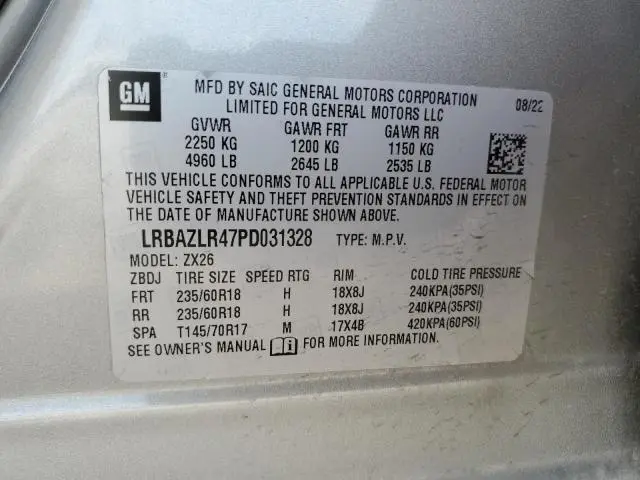 GM
®
MFD BY SAIC GENERAL MOTORS CORPORATION
LIMITED FOR GENERAL MOTORS LLC
08/22
GVWR GAWR FRT GAWR RR
2250 KG 1200 KG 1150 KG
4960 LB 2645 LB 2535 LB
THIS VEHICLE CONFORMS TO ALL APPLICABLE U.S. FEDERAL MOTOR
VEHICLE SAFETY AND THEFT PREVENTION STANDARDS IN EFFECT ON
THE DATE OF MANUFACTURE SHOWN ABOVE.
LRBAZLR47PD031328 TYPE: M.P.V.
MODEL: ZX26
ZBDJ TIRE SIZE SPEED RTG RIM COLD TIRE PRESSURE
FRT 235/60R18 H 18X8J 240KPA(35PSI)
RR 235/60R18 H 18X8J 240KPA(35PSI)
SPA T145/70R17 M 17X4B 420KPA(60PSI)
SEE OWNER'S MANUAL FOR MORE INFORMATION.